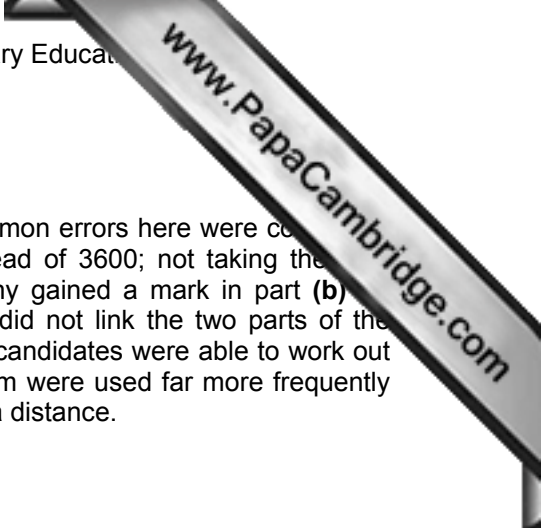 ry Educat
www.PapaCambridge.com
mmon errors here were co
ead of 3600; not taking the
ny gained a mark in part (b)
did not link the two parts of the
candidates were able to work out
m were used far more frequently
a distance.